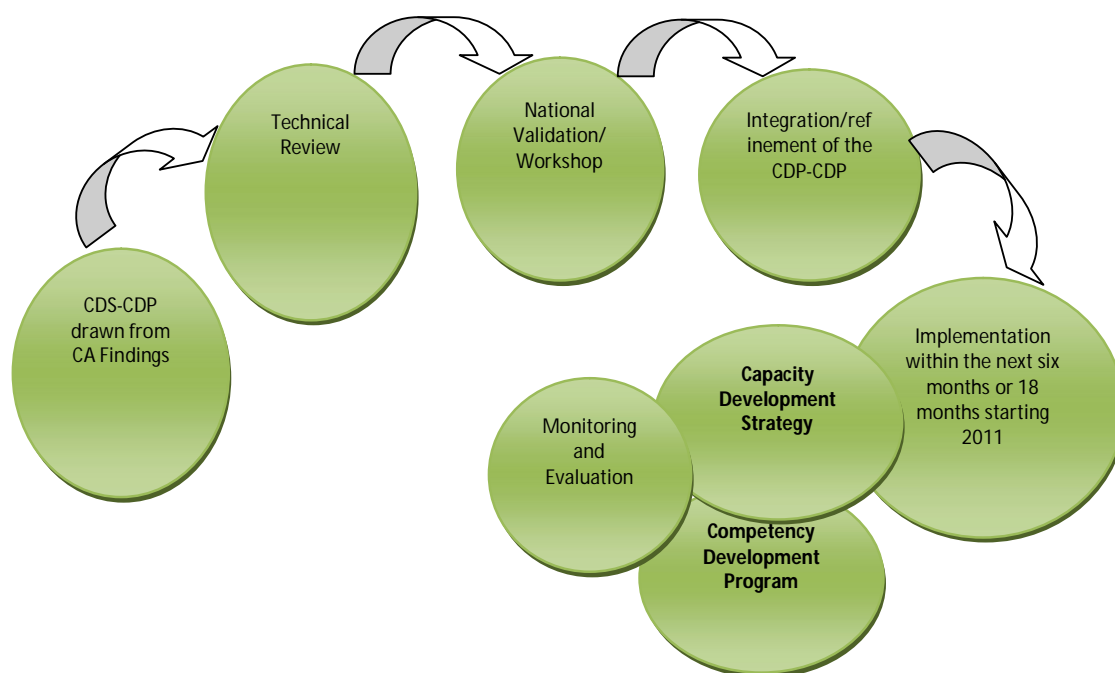 CDS-CDP
drawn from
CA Findings
Technical
Review
National
Validation/
Workshop
Integration/ref
inement of the
CDP-CDP
Implementation
within the next six
months or 18
months starting
2011
Capacity
Development
Strategy
Monitoring
and
Evaluation
Competency
Development
Program